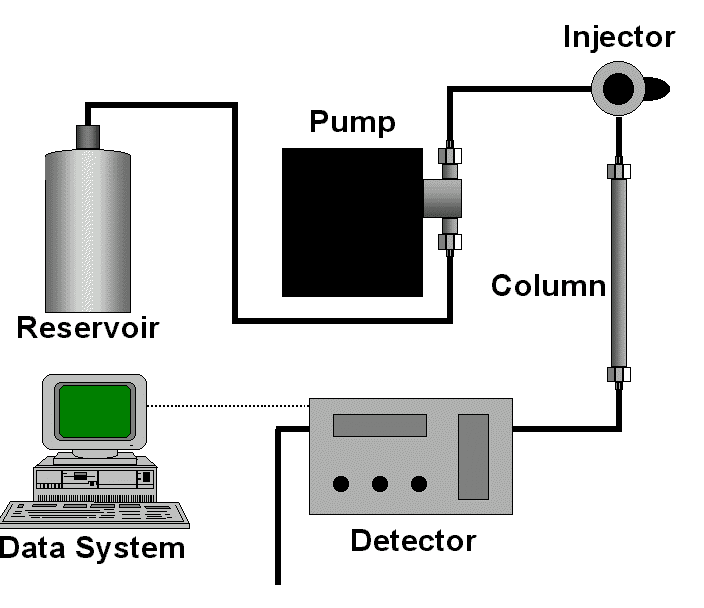 Injector
Pump
Column
Reservoir
Data System
Detector